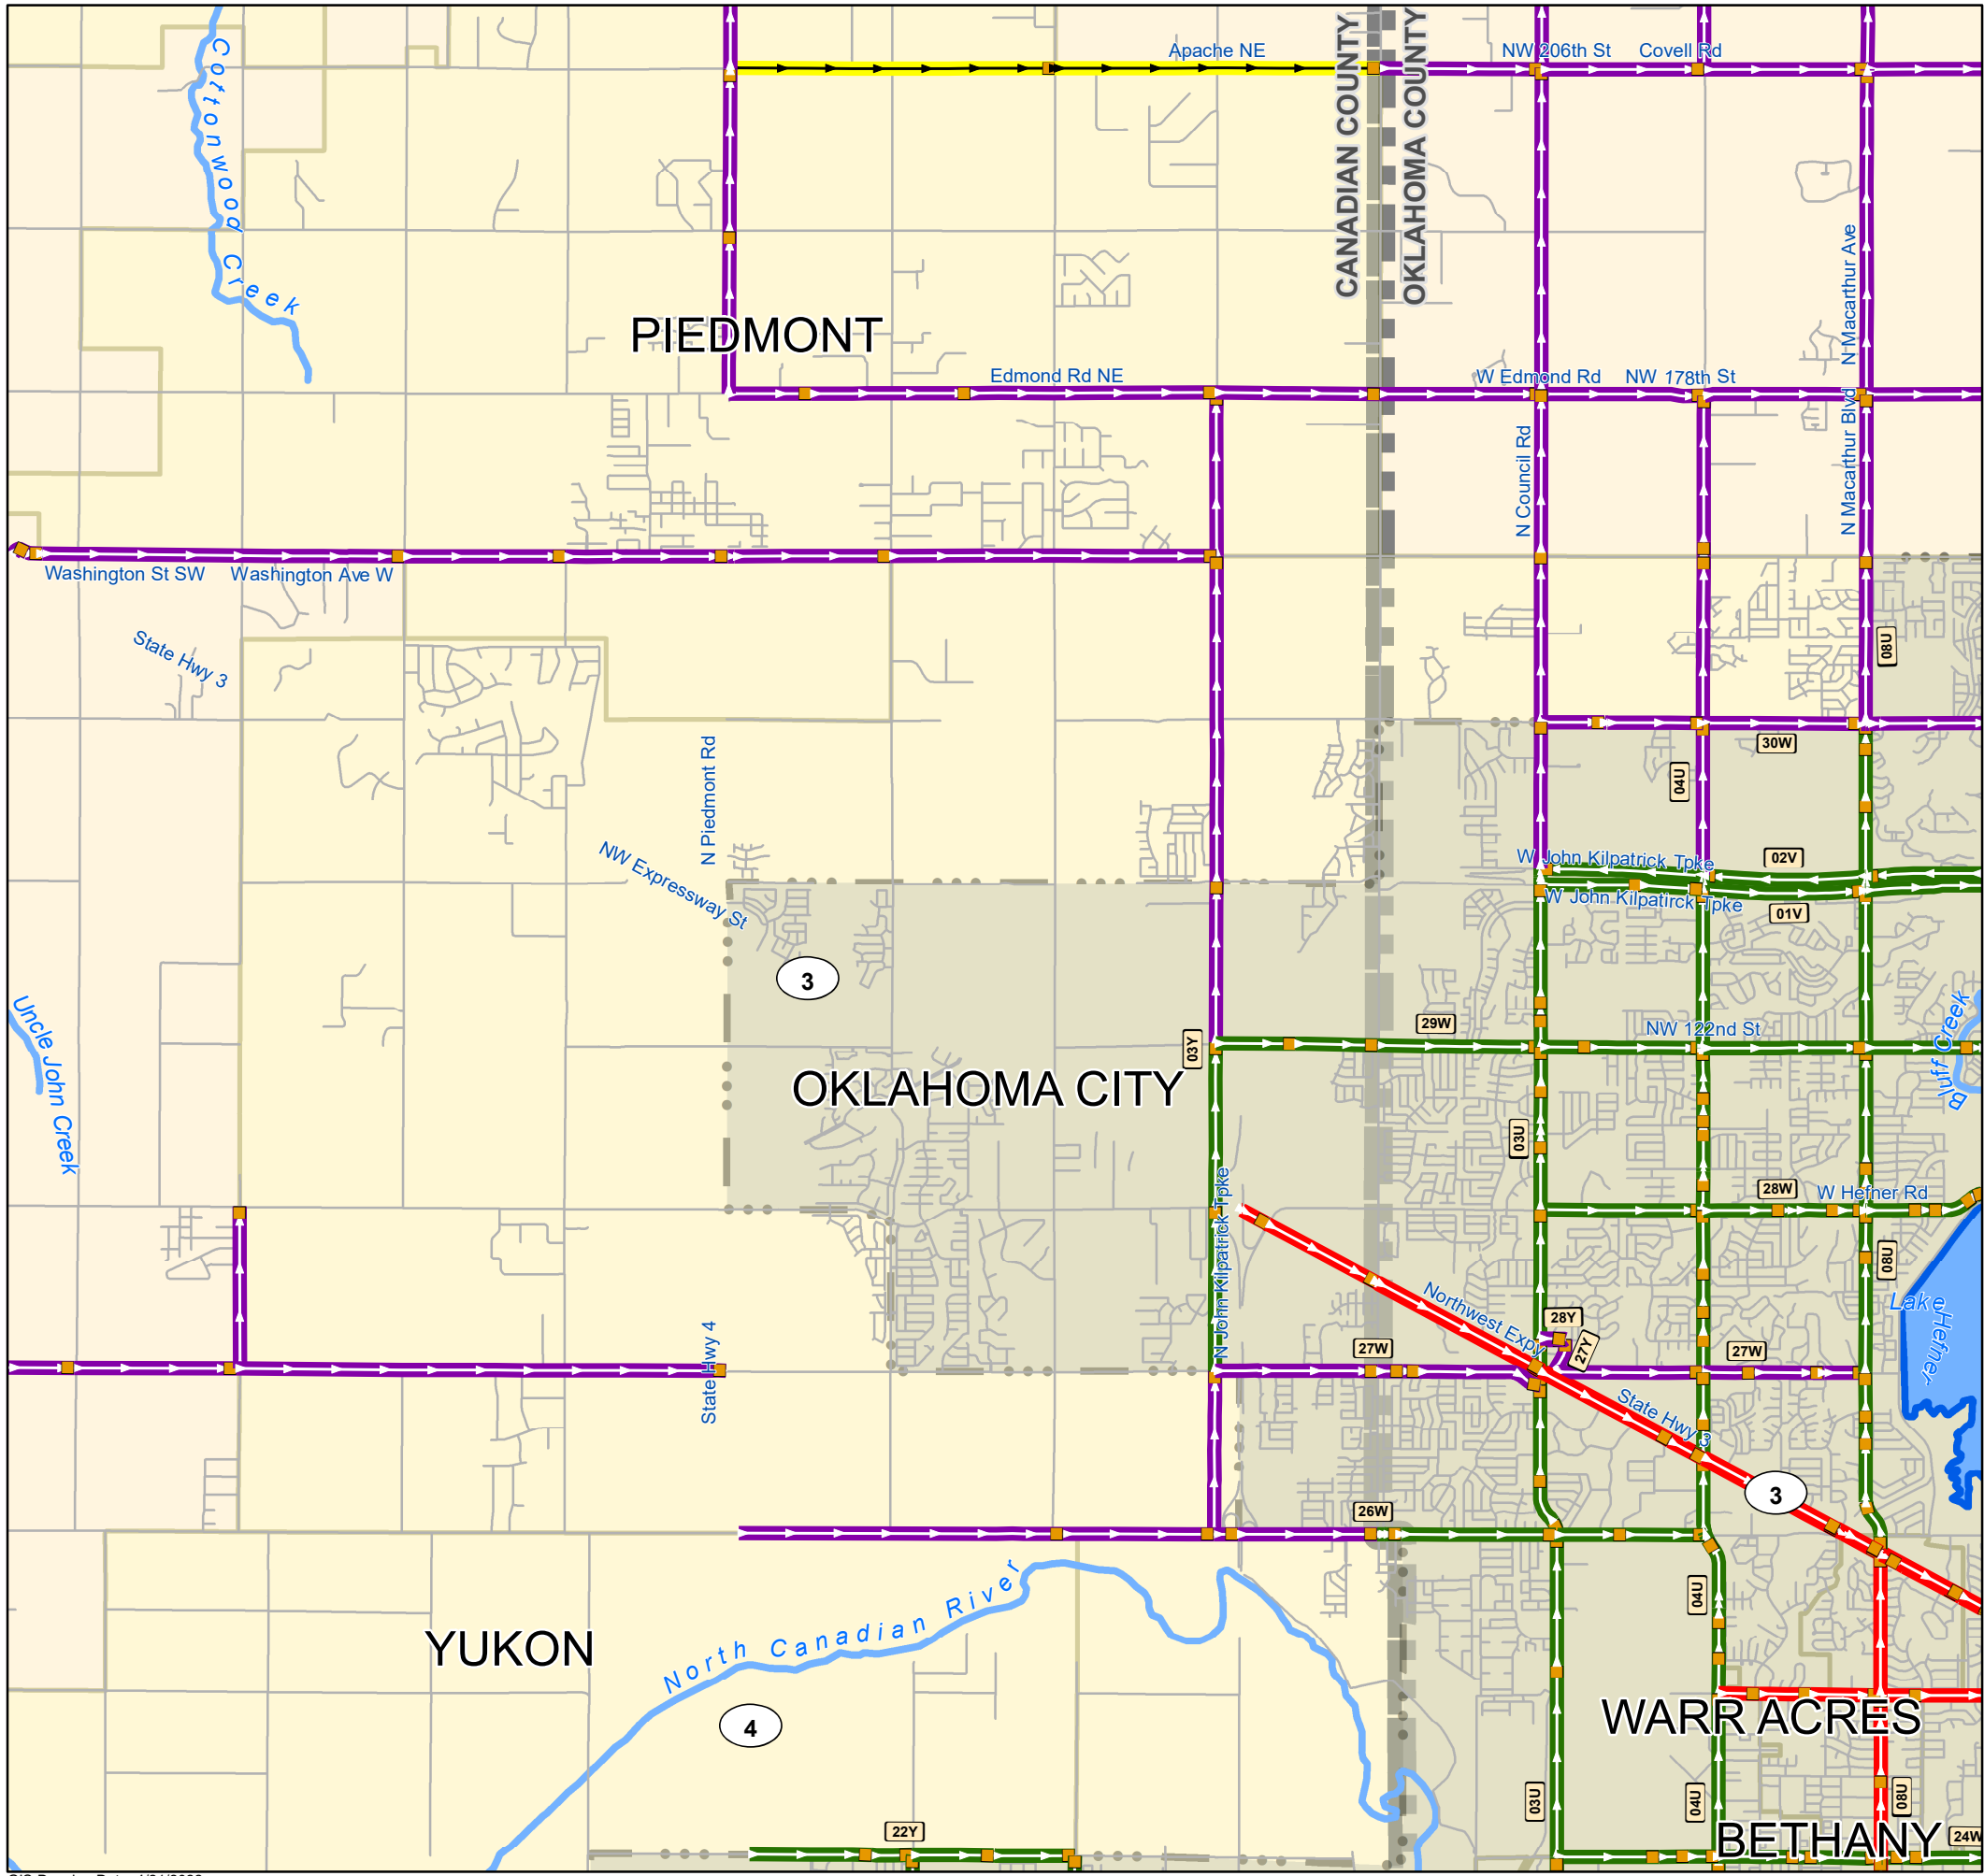 Apache NE
CANADIAN COUNTY
OKLAHOMA COUNTY
NW 206th St
Covell Rd
Cottonwood Creek
N Macarthur Ave
PIEDMONT
Edmond Rd NE
W Edmond Rd
NW 178th St
N Council Rd
N Macarthur Blvd
Washington St SW
Washington Ave W
State Hwy 3
08U
30W
04U
N Piedmont Rd
NW Expressway St
W John Kilpatrick Tpke
02V
W John Kilpatirck Tpke
01V
3
Uncle John Creek
29W
NW 122nd St
Bluff Creek
03Y
OKLAHOMA CITY
03U
28W
W Hefner Rd
N John Kilpatrick Tpke
08U
Lake Hefner
Northwest Expy
28Y
27Y
27W
27W
State Hwy 4
State Hwy 3
3
26W
North Canadian River
YUKON
04U
WARR ACRES
4
03U
04U
08U
22Y
BETHANY
24W